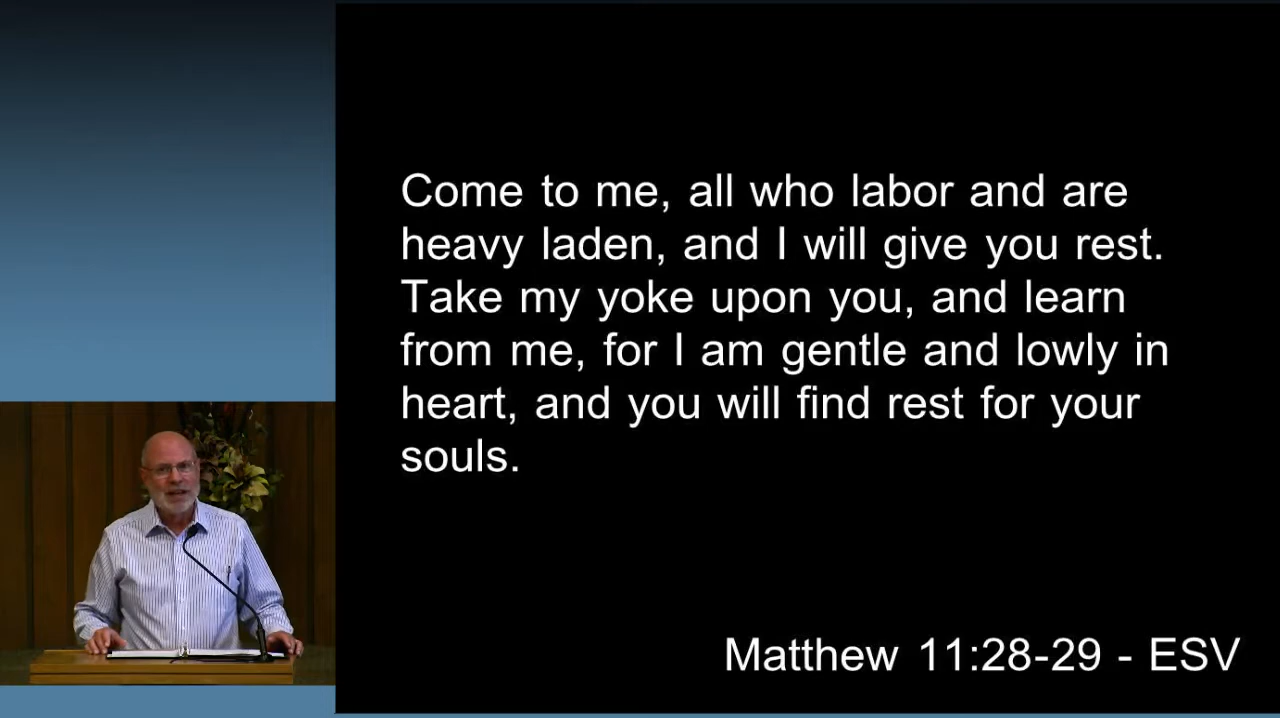 Come to me, all who labor and are
heavy laden, and I will give you rest.
Take my yoke upon you, and learn
from me, for I am gentle and lowly in
heart, and you will find rest for your
souls.
Matthew 11:28-29 - ESV